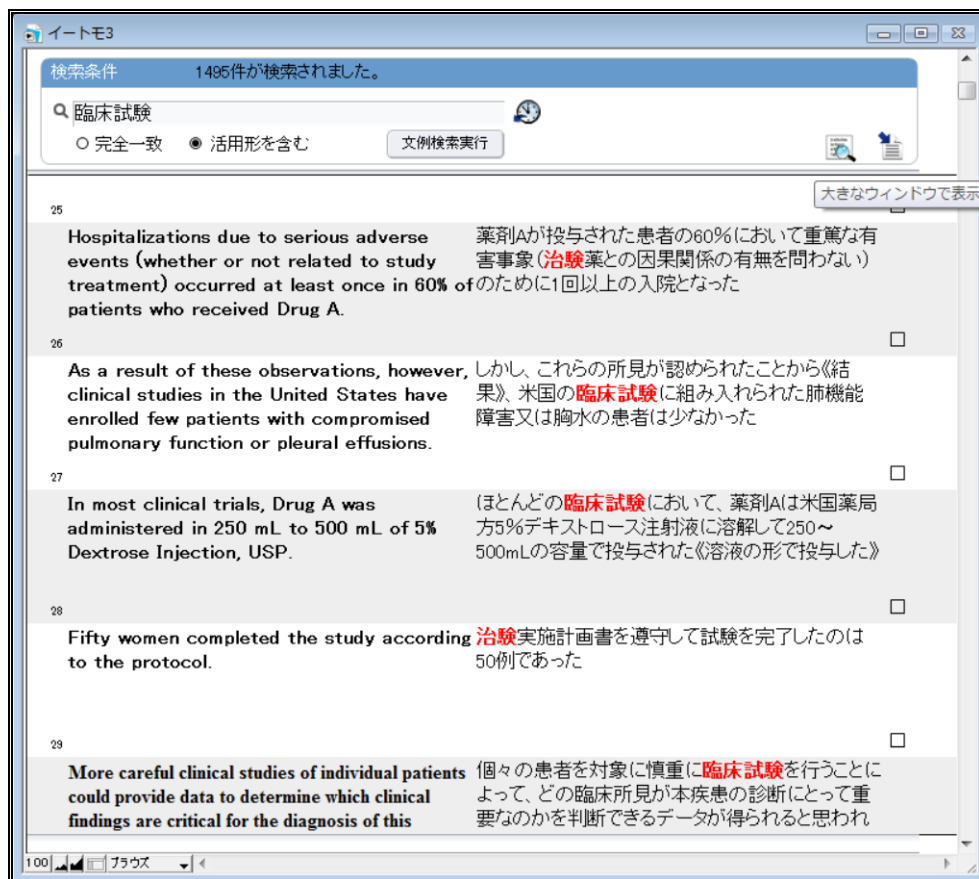 イートモ3
検索条件 1495件が検索されました。
臨床試験
完全一致 活用形を含む 文例検索実行
大きなウィンドウで表示
25
Hospitalizations due to serious adverse
events (whether or not related to study
treatment) occurred at least once in 60% of
patients who received Drug A.
薬剤Aが投与された患者の60%において重篤な有
害事象(治験薬との因果関係の有無を問わない)
のために1回以上の入院となった
26
As a result of these observations, however,
clinical studies in the United States have
enrolled few patients with compromised
pulmonary function or pleural effusions.
しかし、これらの所見が認められたことから《結
果》、米国の臨床試験に組み入れられた肺機能
障害又は胸水の患者は少なかった
27
In most clinical trials, Drug A was
administered in 250 mL to 500 mL of 5%
Dextrose Injection, USP.
ほとんどの臨床試験において、薬剤Aは米国薬局
方5%デキストロース注射液に溶解して250~
500mLの容量で投与された《溶液の形で投与した》
28
Fifty women completed the study according
to the protocol.
治験実施計画書を遵守して試験を完了したのは
50例であった
29
More careful clinical studies of individual patients
could provide data to determine which clinical
findings are critical for the diagnosis of this
個々の患者を対象に慎重に臨床試験を行うことに
よって、どの臨床所見が本疾患の診断にとって重
要なのかを判断できるデータが得られると思われ
100 ブラウズ